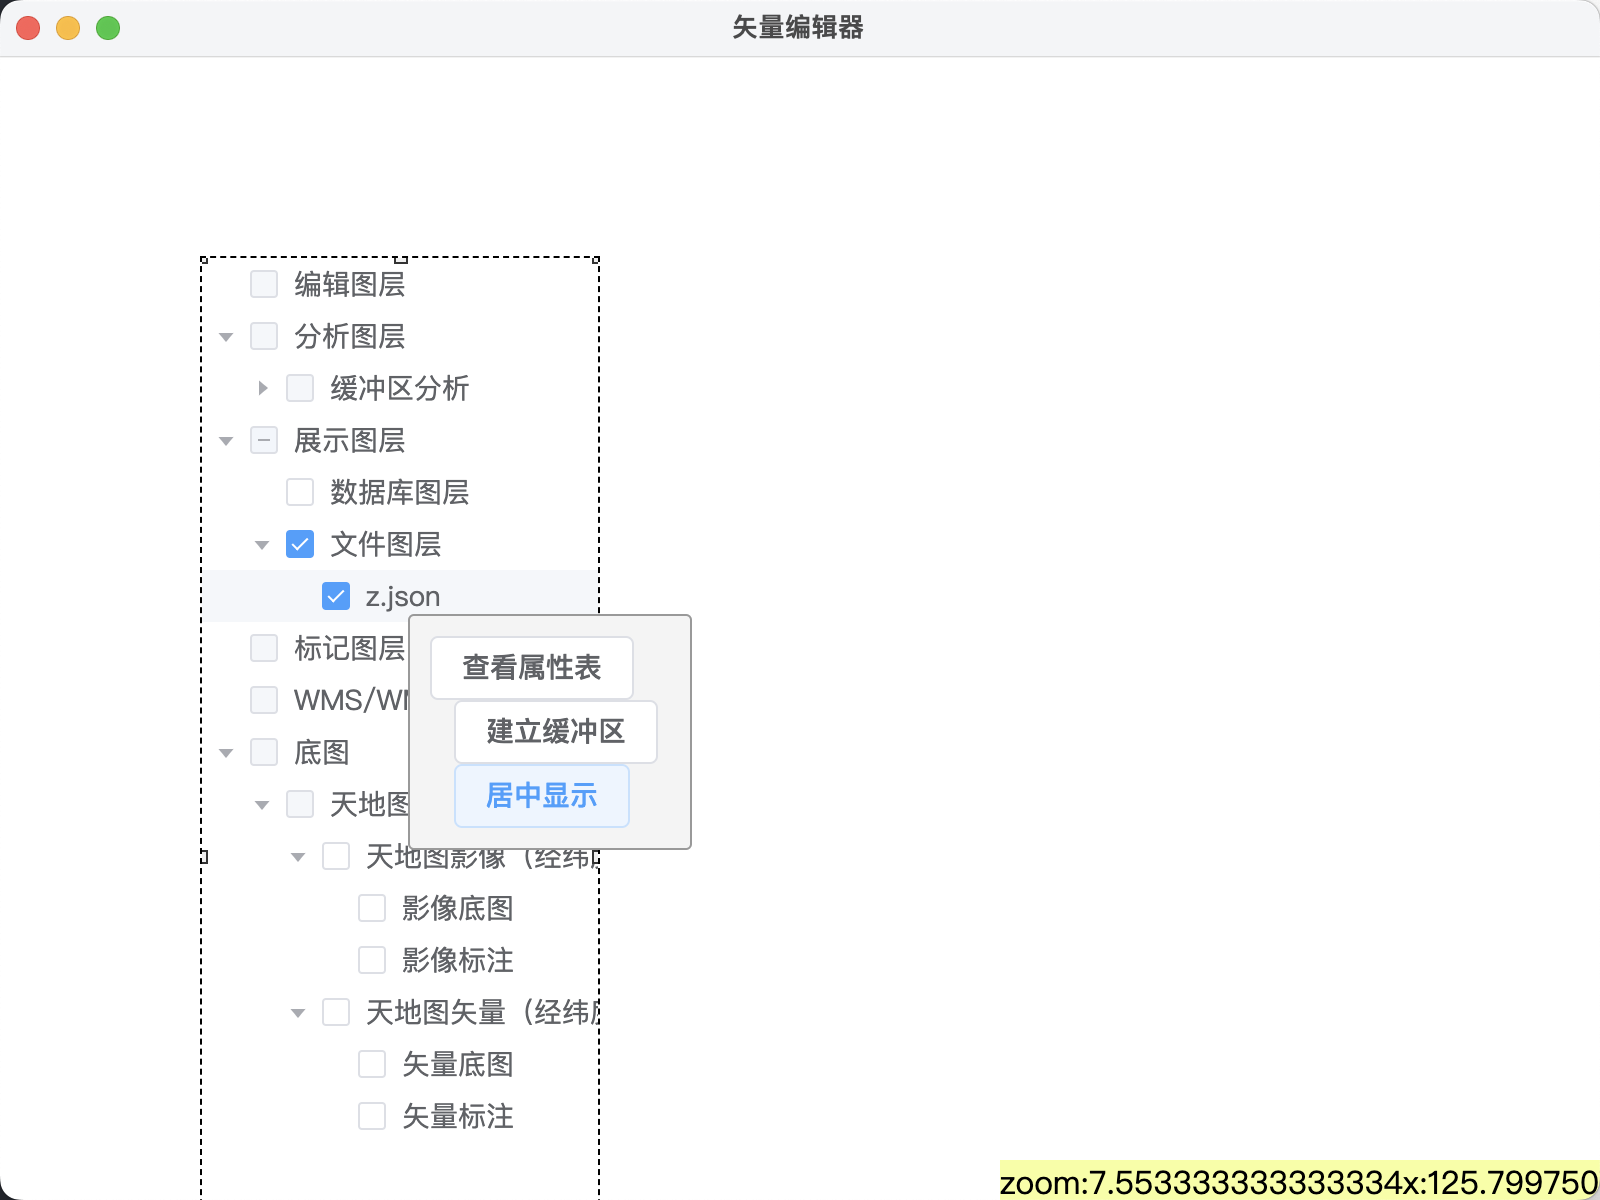 矢量编辑器
编辑图层
分析图层
缓冲区分析
展示图层
数据库图层
文件图层
z.json
标记图层
查看属性表
WMS/WM
建立缓冲区
底图
居中显示
天地图
天地图影像（经纬
影像底图
影像标注
天地图矢量（经纬度
矢量底图
矢量标注
zoom:7.553333333333334x:125.799750